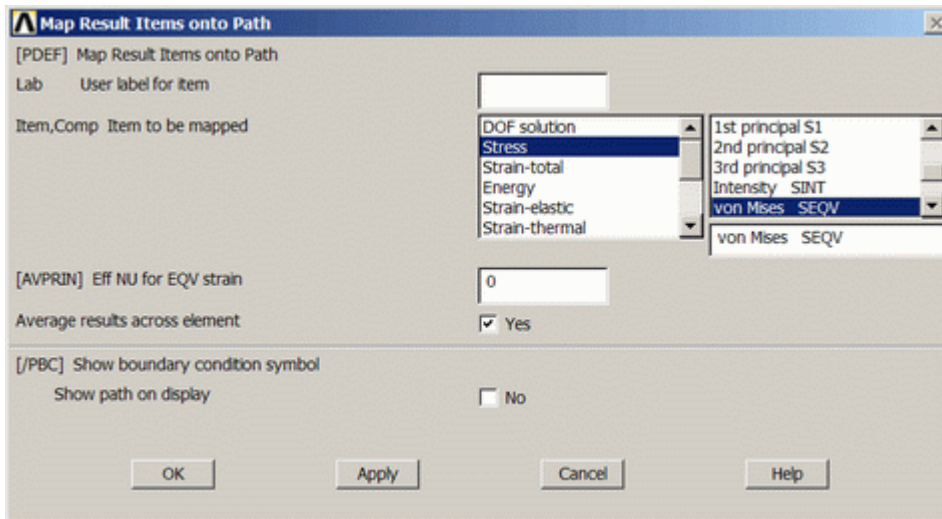 Map Result Items onto Path
[PDEF] Map Result Items onto Path
Lab User label for item
Item,Comp Item to be mapped
DOF solution
Stress
Strain-total
Energy
Strain-elastic
Strain-thermal
1st principal S1
2nd principal S2
3rd principal S3
Intensity SINT
von Mises SEQV
von Mises SEQV
[AVPRIN] Eff NU for EQV strain
0
Average results across element
Yes
[/PBC] Show boundary condition symbol
Show path on display
No
OK Apply Cancel Help